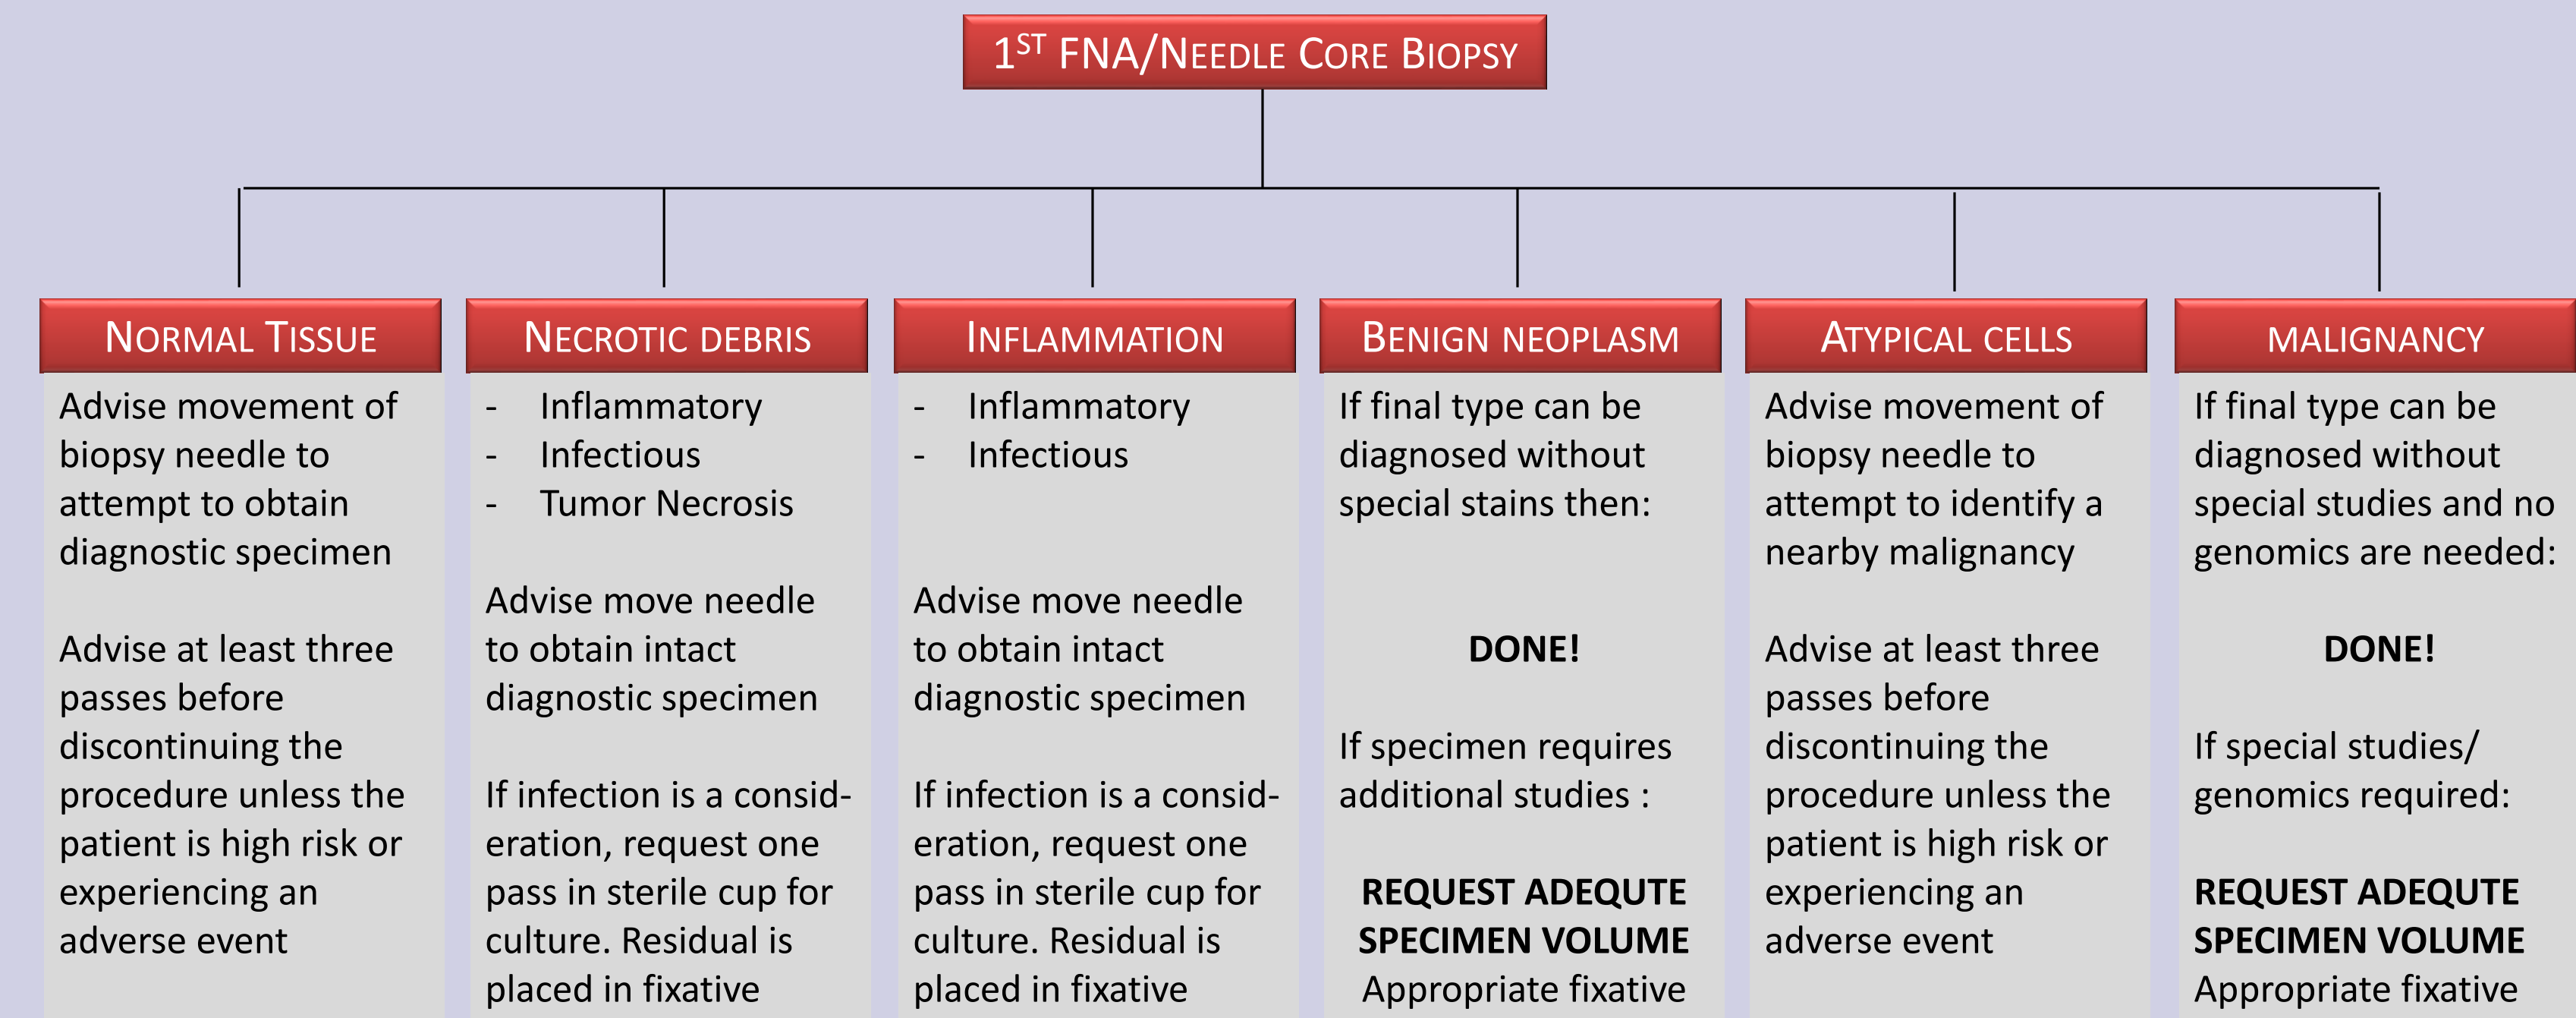 1ST FNA/NEEDLE CORE BIOPSY
NORMAL TISSUE
Advise movement of
biopsy needle to
attempt to obtain
diagnostic specimen
Advise at least three
passes before
discontinuing the
procedure unless the
patient is high risk or
experiencing an
adverse event
NECROTIC DEBRIS
- Inflammatory
- Infectious
- Tumor Necrosis
Advise move needle
to obtain intact
diagnostic specimen
If infection is a consid-
eration, request one
pass in sterile cup for
culture. Residual is
placed in fixative
INFLAMMATION
- Inflammatory
- Infectious
Advise move needle
to obtain intact
diagnostic specimen
If infection is a consid-
eration, request one
pass in sterile cup for
culture. Residual is
placed in fixative
BENIGN NEOPLASM
If final type can be
diagnosed without
special stains then:
DONE!
If specimen requires
additional studies :
REQUEST ADEQUTE
SPECIMEN VOLUME
Appropriate fixative
ATYPICAL CELLS
Advise movement of
biopsy needle to
attempt to identify a
nearby malignancy
Advise at least three
passes before
discontinuing the
procedure unless the
patient is high risk or
experiencing an
adverse event
MALIGNANCY
If final type can be
diagnosed without
special studies and no
genomics are needed:
DONE!
If special studies/
genomics required:
REQUEST ADEQUTE
SPECIMEN VOLUME
Appropriate fixative